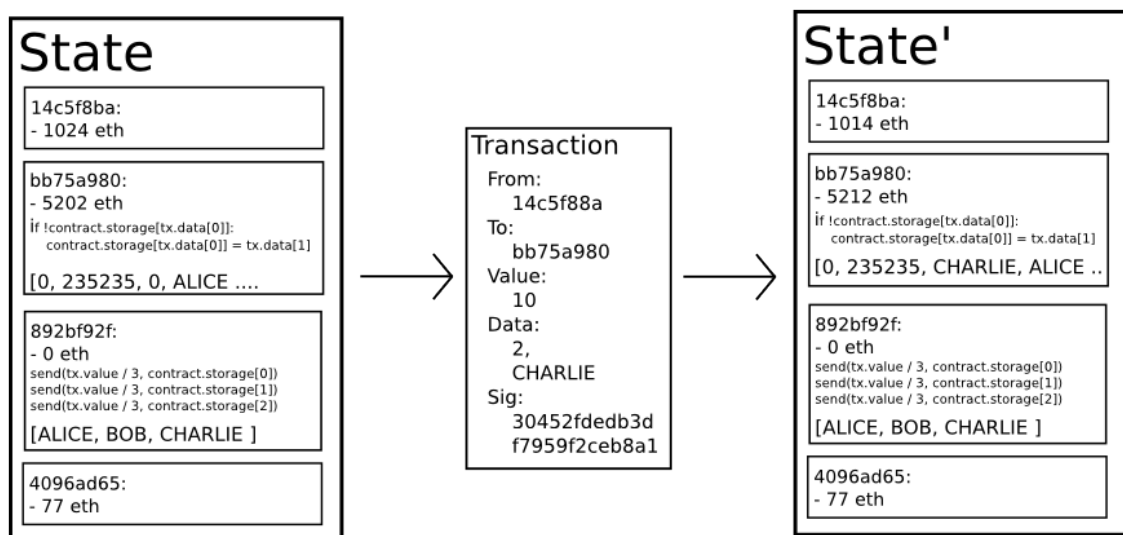 State
14c5f8ba:
- 1024 eth
bb75a980:
- 5202 eth
if !contract.storage[tx.data[0]]:
contract.storage[tx.data[0]] = tx.data[1]
[0, 235235, 0, ALICE ....
892bf92f:
- 0 eth
send(tx.value / 3, contract.storage[0])
send(tx.value / 3, contract.storage[1])
send(tx.value / 3, contract.storage[2])
[ALICE, BOB, CHARLIE ]
4096ad65:
- 77 eth
Transaction
From:
14c5f88a
To:
bb75a980
Value:
10
Data:
2,
CHARLIE
Sig:
30452fdedb3d
f7959f2ceb8a1
State'
14c5f8ba:
- 1014 eth
bb75a980:
- 5212 eth
if !contract.storage[tx.data[0]]:
contract.storage[tx.data[0]] = tx.data[1]
[0, 235235, CHARLIE, ALICE ..
892bf92f:
- 0 eth
send(tx.value / 3, contract.storage[0])
send(tx.value / 3, contract.storage[1])
send(tx.value / 3, contract.storage[2])
[ALICE, BOB, CHARLIE ]
4096ad65:
- 77 eth